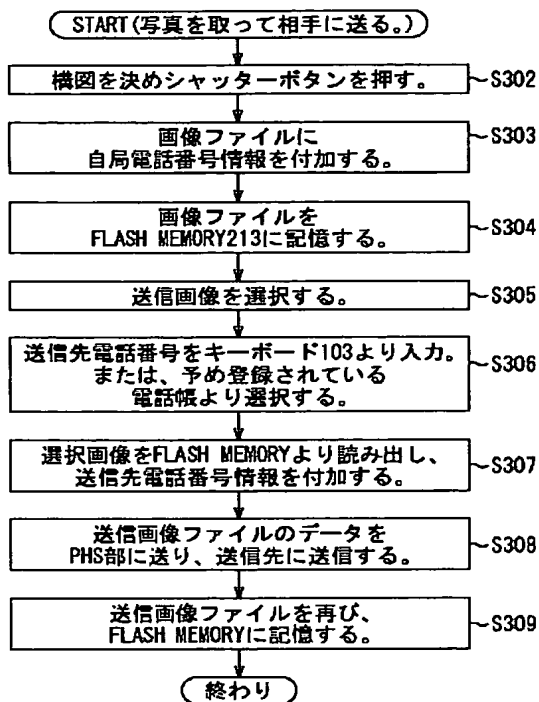 START(写真を取って相手に送る。)
構図を決めシャッターボタンを押す。
~S302
画像ファイルに
自局電話番号情報を付加する。
~S303
画像ファイルを
FLASH MEMORY213に記憶する。
~S304
送信画像を選択する。
~S305
送信先電話番号をキーボード103より入力。
または、予め登録されている
電話帳より選択する。
~S306
選択画像をFLASH MEMORYより読み出し、
送信先電話番号情報を付加する。
~S307
送信画像ファイルのデータを
PHS部に送り、送信先に送信する。
~S308
送信画像ファイルを再び、
FLASH MEMORYに記憶する。
~S309
終わり